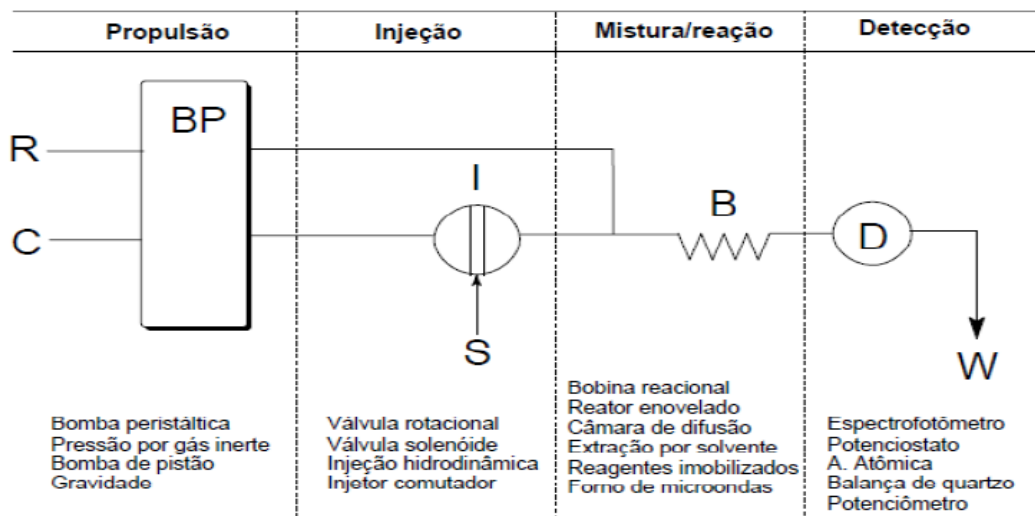 Propulsão
Injeção
Mistura/reação
Detecção
BP
R
C
I
S
B
D
W
Bomba peristáltica
Pressão por gás inerte
Bomba de pistão
Gravidade
Válvula rotacional
Válvula solenóide
Injeção hidrodinâmica
Injetor comutador
Bobina reacional
Reator enovelado
Câmara de difusão
Extração por solvente
Reagentes imobilizados
Forno de microondas
Espectrofotômetro
Potenciostato
A. Atômica
Balança de quartzo
Potenciômetro